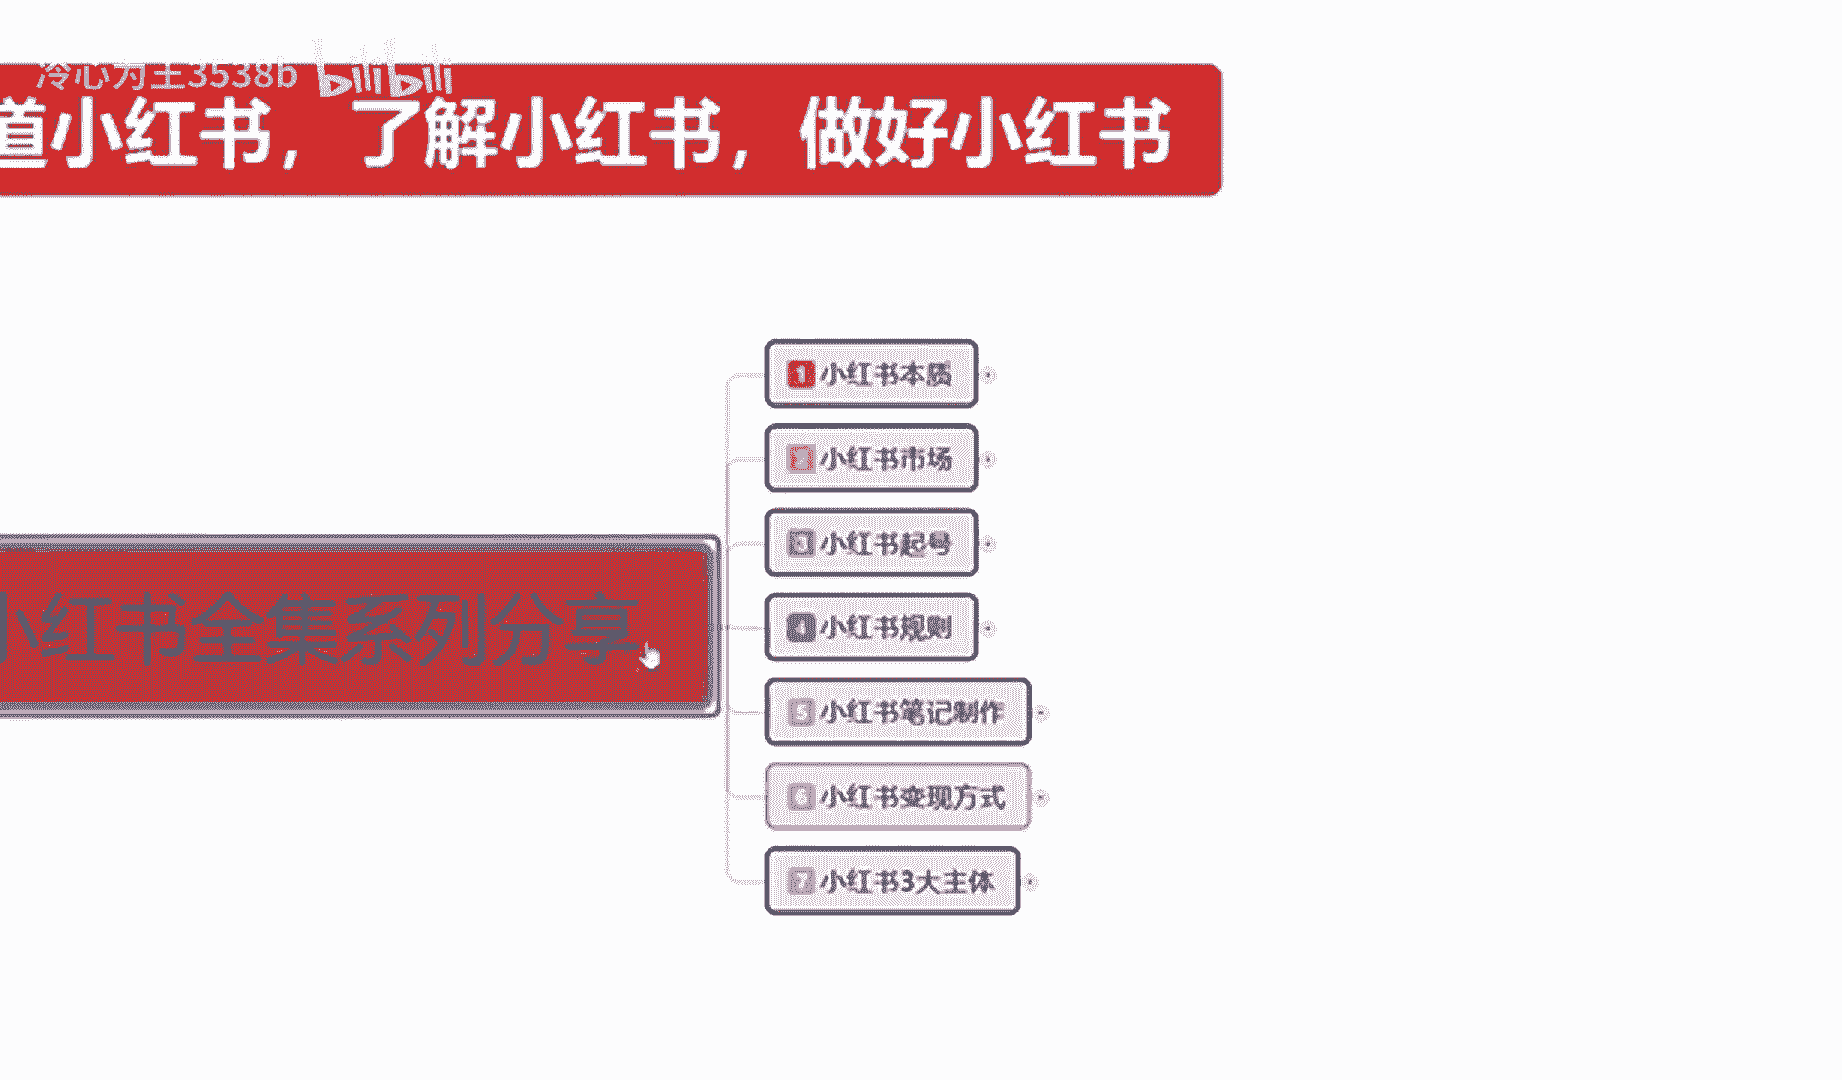 冷心为主3538b bilibili
道小红书，了解小红书，做好小红书
1 小红书本质
2 小红书市场
3 小红书起号
4 小红书规则
小红书全集系列分享
5 小红书笔记制作
6 小红书变现方式
7 小红书3大主体